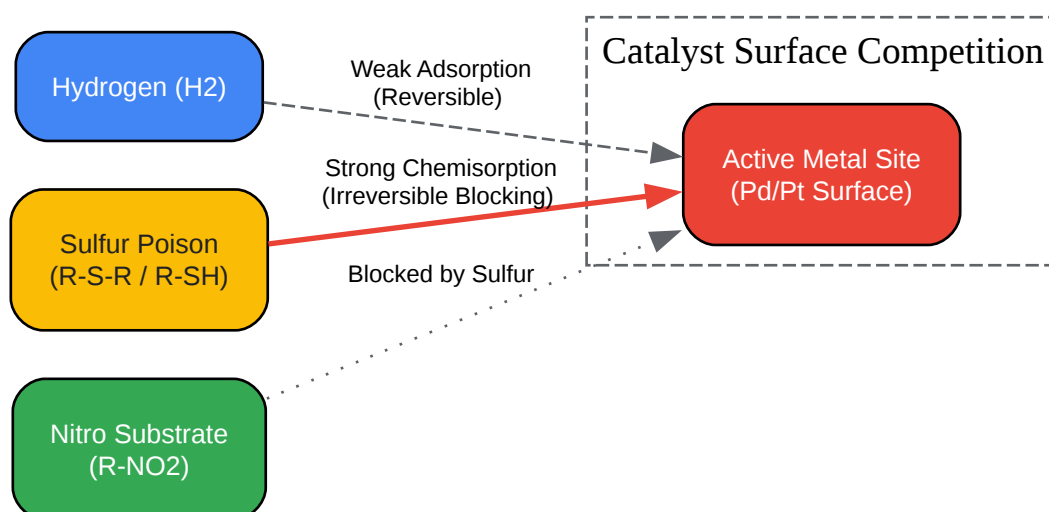 Catalyst Surface Competition
Hydrogen (H2)
Weak Adsorption
(Reversible)
Active Metal Site
(Pd/Pt Surface)
Strong Chemisorption
(Irreversible Blocking)
Sulfur Poison
(R-S-R / R-SH)
Blocked by Sulfur
Nitro Substrate
(R-NO2)